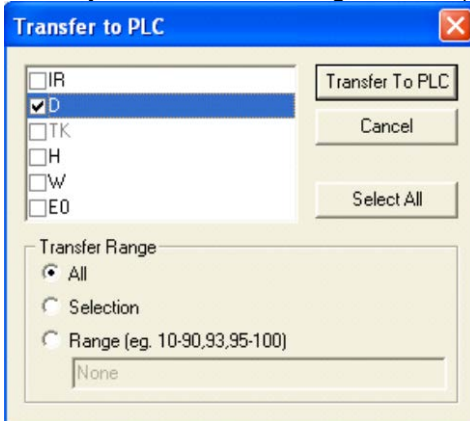 Transfer to PLC
IR
D
TK
H
W
E0
Transfer To PLC
Cancel
Select All
Transfer Range
All
Selection
Range (eg. 10-90,93,95-100)
None